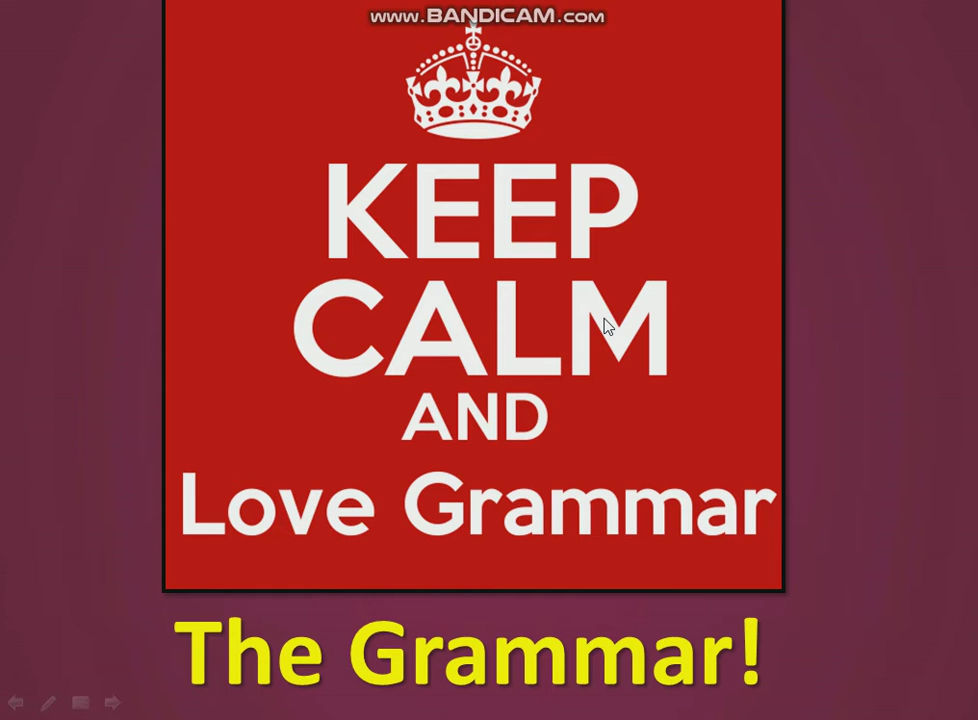 www.BANDICAM.com
KEEP
CALM
AND
Love Grammar
The Grammar!